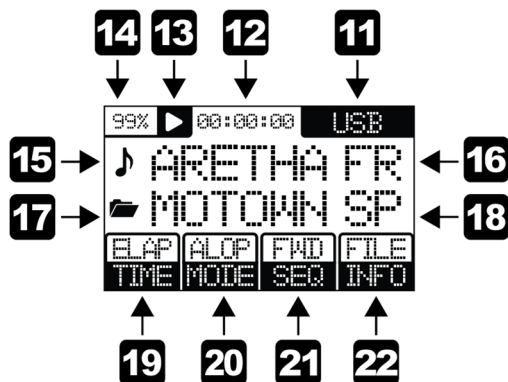 14 13 12 11
99% 00:00:00 USB
15 ARETHA FR 16
17 MOTOWN SP 18
ELAP ALOP FWD FILE
TIME MODE SEQ INFO
19 20 21 22